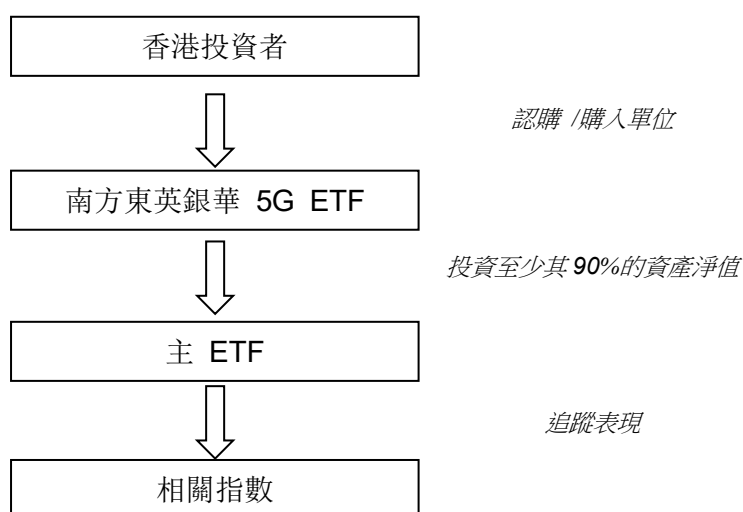 香港投資者
認購 /購入單位
南方東英銀華 5G ETF
投資至少其 90%的資產淨值
主 ETF
追蹤表現
相關指數